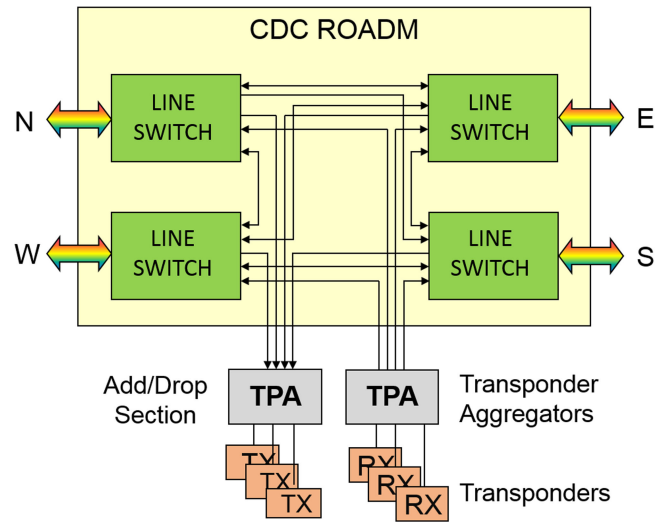 CDC ROADM
N
LINE
SWITCH
LINE
SWITCH
E
W
LINE
SWITCH
LINE
SWITCH
S
Add/Drop
Section
TPA
TPA
Transponder
Aggregators
TX
TX
TX
RX
RX
RX
Transponders